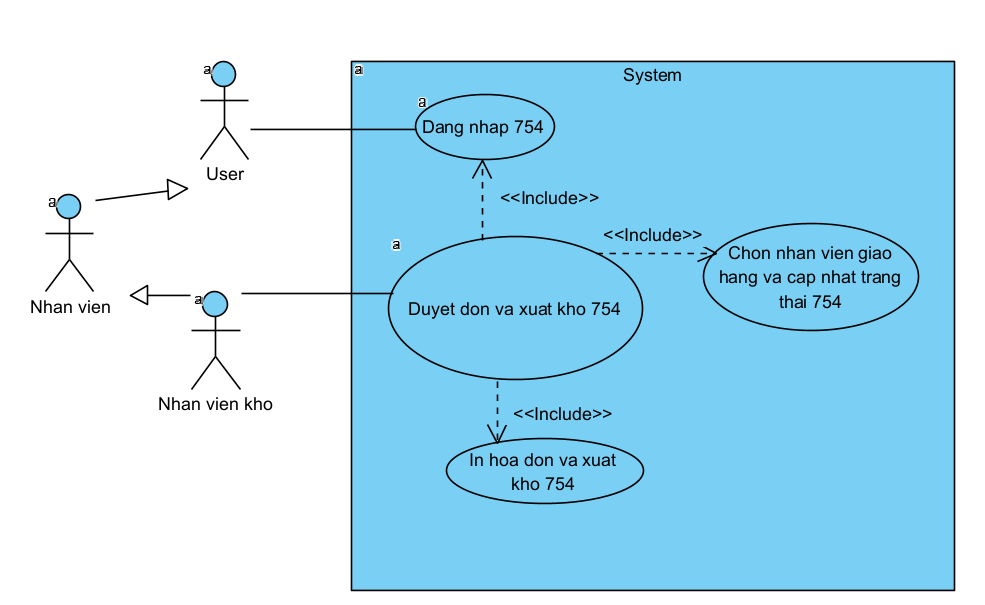 a
System
a
User
a
Dang nhap 754
<<Include>>
a
Nhan vien
a
<<Include>>
Chon nhan vien giao
hang va cap nhat trang
thai 754
Duyet don va xuat kho 754
a
Nhan vien kho
<<Include>>
In hoa don va xuat
kho 754